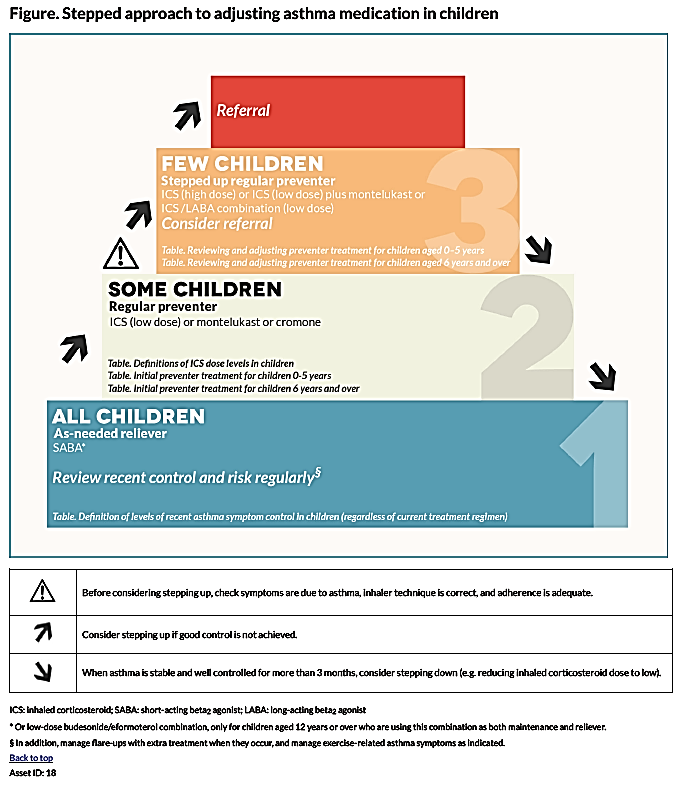 Figure. Stepped approach to adjusting asthma medication in children
Referral
FEW CHILDREN
Stepped up regular preventer
ICS (high dose) or ICS (low dose) plus montelukast or
ICS/LABA combination (low dose)
Consider referral
Table. Reviewing and adjusting preventer treatment for children aged 0–5 years
Table. Reviewing and adjusting preventer treatment for children aged 6 years and over
3
SOME CHILDREN
Regular preventer
ICS (low dose) or montelukast or cromone
Table. Definitions of ICS dose levels in children
Table. Initial preventer treatment for children 0-5 years
Table. Initial preventer treatment for children 6 years and over
2
ALL CHILDREN
As-needed reliever
SABA*
Review recent control and risk regularly§
Table. Definition of levels of recent asthma symptom control in children (regardless of current treatment regimen)
1
Before considering stepping up, check symptoms are due to asthma, inhaler technique is correct, and adherence is adequate.
Consider stepping up if good control is not achieved.
When asthma is stable and well controlled for more than 3 months, consider stepping down (e.g. reducing inhaled corticosteroid dose to low).
ICS: inhaled corticosteroid; SABA: short-acting beta2 agonist; LABA: long-acting beta2 agonist
* Or low-dose budesonide/eformoterol combination, only for children aged 12 years or over who are using this combination as both maintenance and reliever.
§ In addition, manage flare-ups with extra treatment when they occur, and manage exercise-related asthma symptoms as indicated.
Back to top
Asset ID: 18